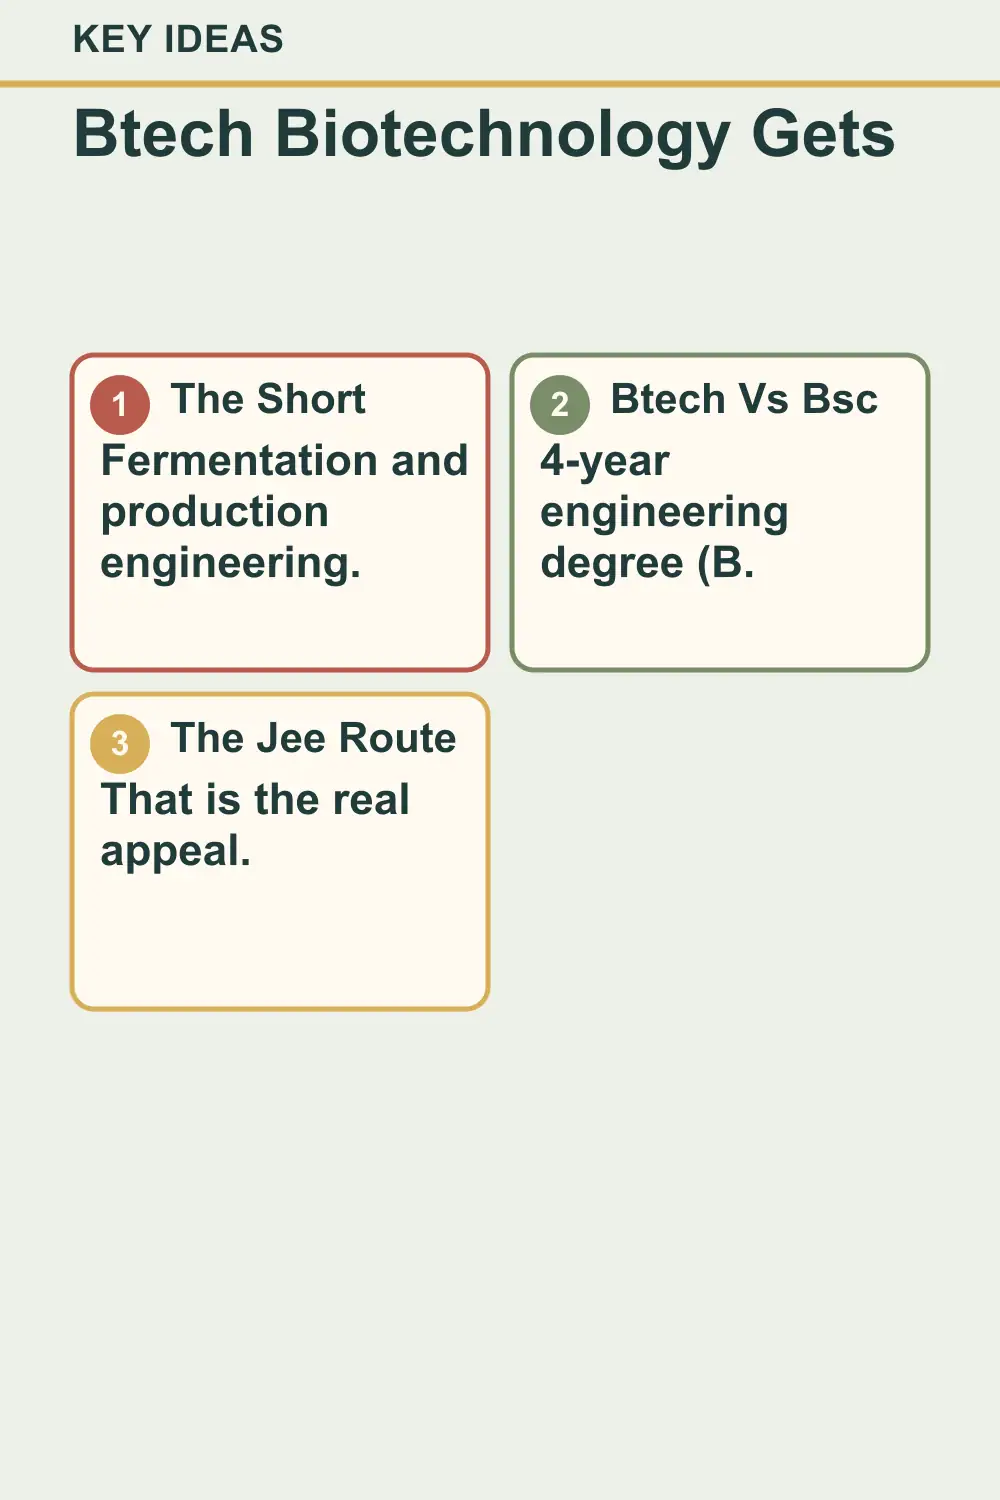 KEY IDEAS
Btech Biotechnology Gets
1 The Short
Fermentation and
production
engineering.
2 Btech Vs Bsc
4-year
engineering
degree (B.
3 The Jee Route
That is the real
appeal.